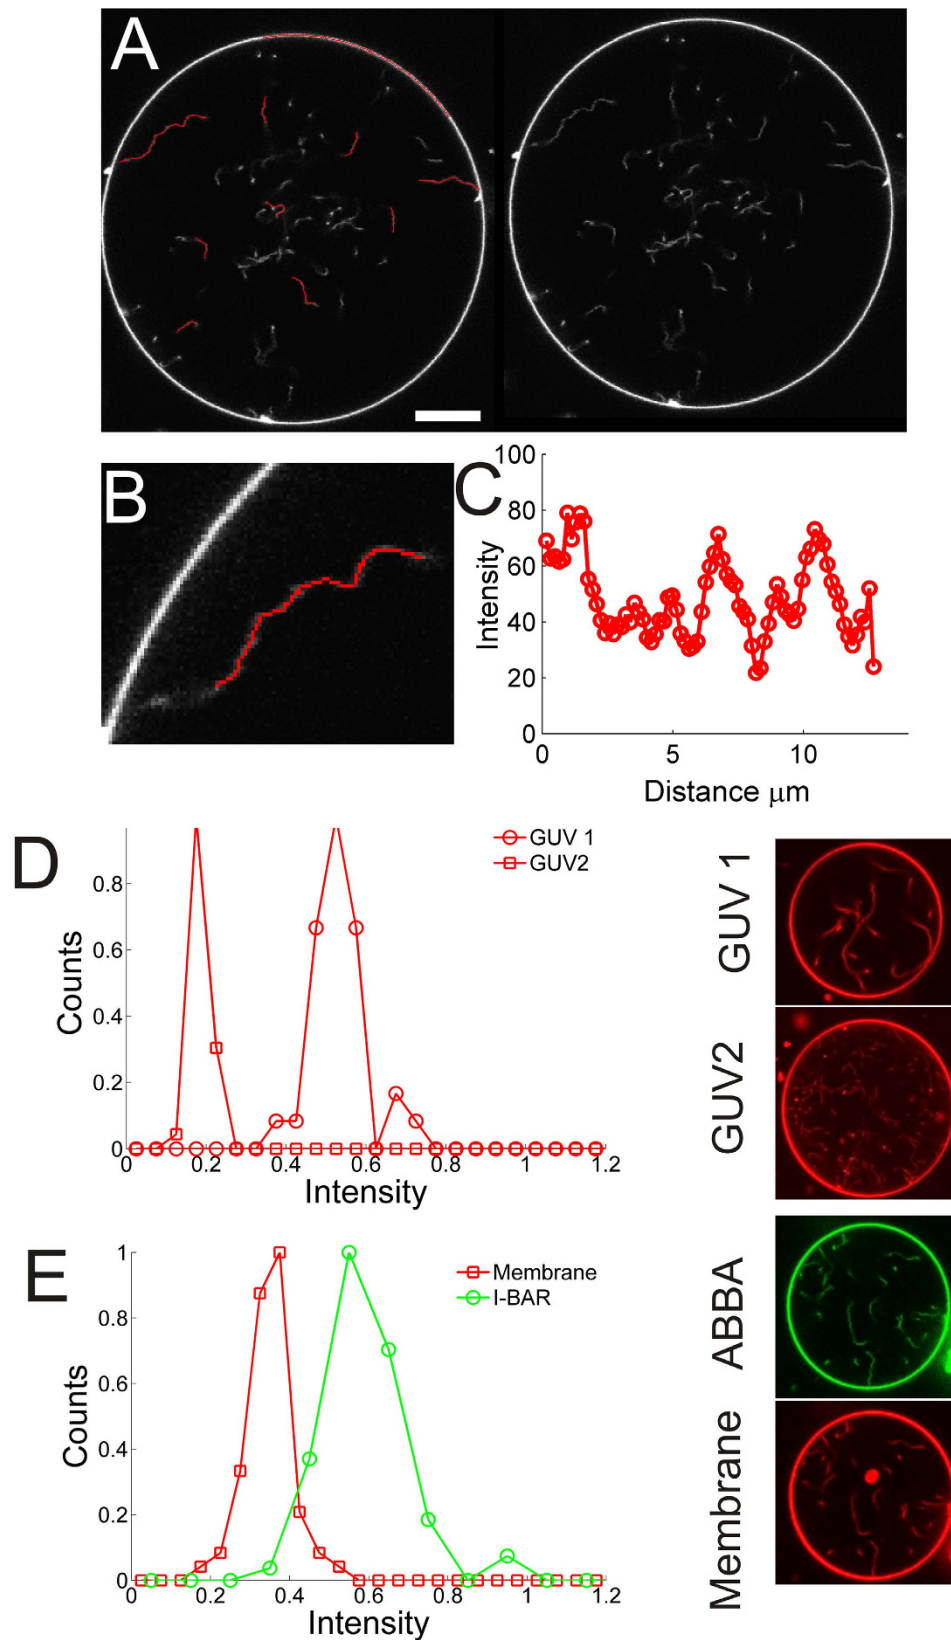 A
B
C
100
80
60
40
20
0
Intensity
0 5 10
Distance μm
D
GUV 1
GUV2
0.8
0.6
0.4
0.2
0
Counts
0 0.2 0.4 0.6 0.8 1 1.2
Intensity
GUV 1
GUV2
E
Membrane
I-BAR
1
0.8
0.6
0.4
0.2
0
Counts
0 0.2 0.4 0.6 0.8 1 1.2
Intensity
ABBA
Membrane